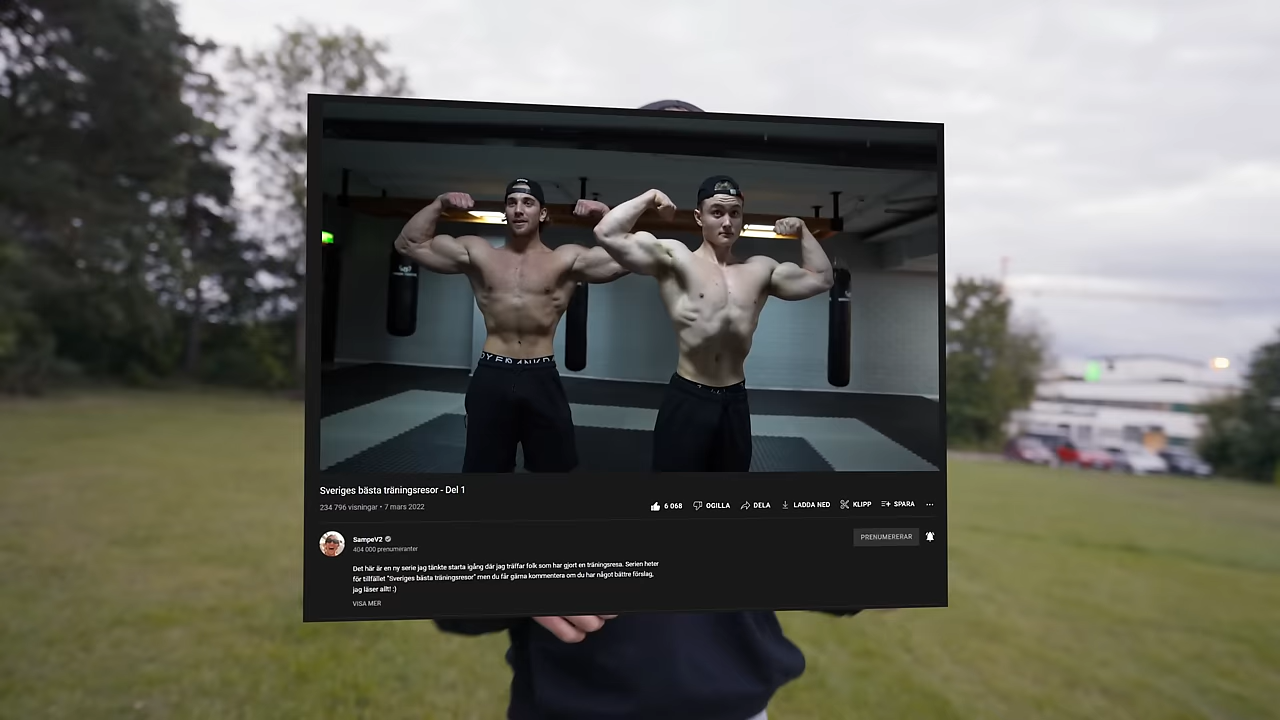 Sveriges bästa träningsresor - Del 1
234 796 visningar • 7 mars 2022
6 068 OGILLA DELA LADDA NED KLIPP SPARA ...
SampeV2
404 000 prenumeranter
PRENUMERERAR
Det här är en ny serie jag tänkte starta igång där jag träffar folk som har gjort en träningsresa. Serien heter
för tillfället "Sveriges bästa träningsresor" men du får gärna kommentera om du har något bättre förslag,
jag läser allt! :)
VISA MER